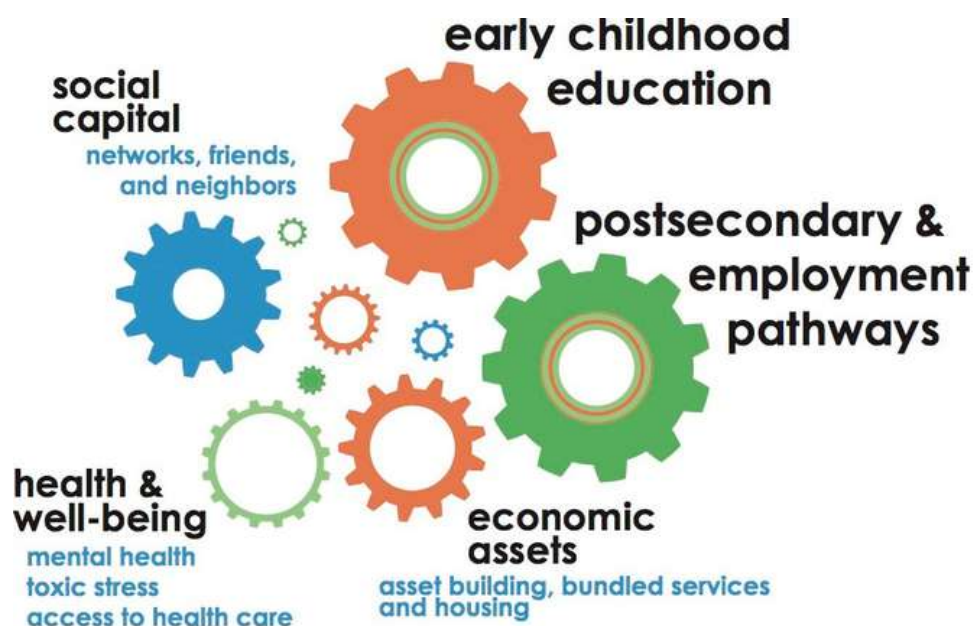 early childhood
education
social
capital
networks, friends,
and neighbors
postsecondary &
employment
pathways
health &
well-being
mental health
toxic stress
access to health care
economic
assets
asset building, bundled services
and housing